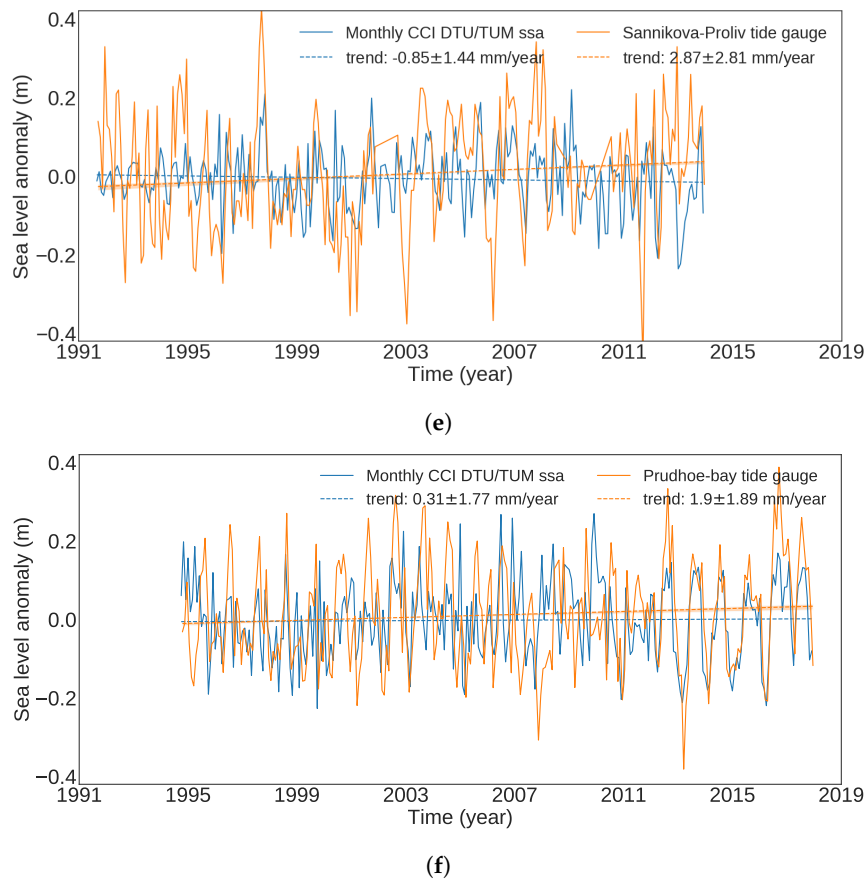 0.4
Monthly CCI DTU/TUM ssa
Sannikova-Proliv tide gauge
trend: -0.85±1.44 mm/year
trend: 2.87±2.81 mm/year
0.2
0.0
−0.2
−0.4
Sea level anomaly (m)
1991 1995 1999 2003 2007 2011 2015 2019
Time (year)
(e)
0.4
Monthly CCI DTU/TUM ssa
Prudhoe-bay tide gauge
trend: 0.31±1.77 mm/year
trend: 1.9±1.89 mm/year
0.2
0.0
−0.2
−0.4
Sea level anomaly (m)
1991 1995 1999 2003 2007 2011 2015 2019
Time (year)
(f)